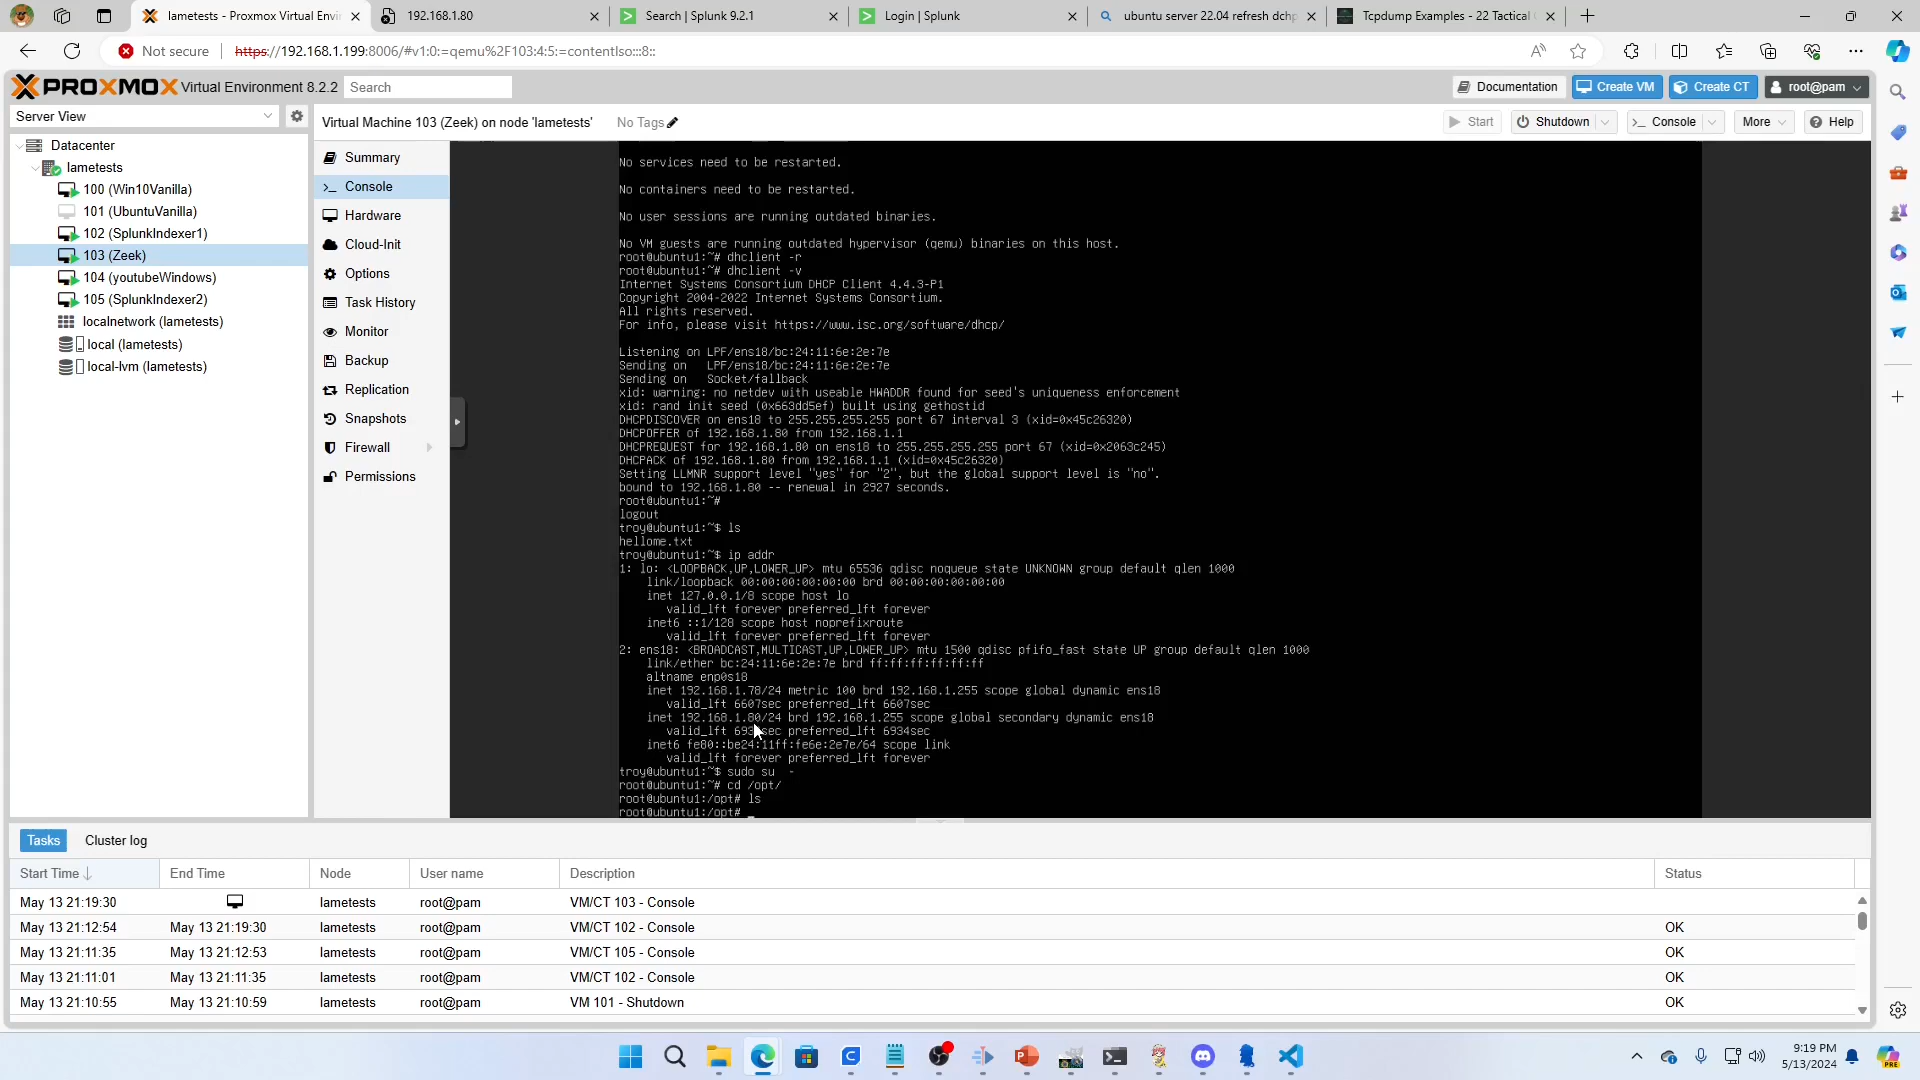 lametests - Proxmox Virtual Envir
192.168.1.80
Search | Splunk 9.2.1
Login | Splunk
ubuntu server 22.04 refresh dchp
Tcpdump Examples - 22 Tactical
Not secure
https://192.168.1.199:8006/#v1:0:=qemu%2F103:4:5:=contentIso:::8::
PROXMOX Virtual Environment 8.2.2
Search
Documentation
Create VM
Create CT
root@pam
Server View
Virtual Machine 103 (Zeek) on node 'lametests'
No Tags
Start
Shutdown
Console
More
Help
Datacenter
lametests
100 (Win10Vanilla)
101 (UbuntuVanilla)
102 (SplunkIndexer1)
103 (Zeek)
104 (youtubeWindows)
105 (SplunkIndexer2)
localnetwork (lametests)
local (lametests)
local-lvm (lametests)
Summary
Console
Hardware
Cloud-Init
Options
Task History
Monitor
Backup
Replication
Snapshots
Firewall
Permissions
No services need to be restarted.
No containers need to be restarted.
No user sessions are running outdated binaries.
No VM guests are running outdated hypervisor (qemu) binaries on this host.
root@ubuntu1:~# dhclient -r
root@ubuntu1:~# dhclient -v
Internet Systems Consortium DHCP Client 4.4.3-P1
Copyright 2004-2022 Internet Systems Consortium.
All rights reserved.
For info, please visit https://www.isc.org/software/dhcp/
Listening on LPF/ens18/bc:24:11:6e:2e:7e
Sending on   LPF/ens18/bc:24:11:6e:2e:7e
Sending on   Socket/fallback
xid: warning: no netdev with useable HWADDR found for seed's uniqueness enforcement
xid: rand init seed (0x663dd5ef) built using gethostid
DHCPDISCOVER on ens18 to 255.255.255.255 port 67 interval 3 (xid=0x45c26320)
DHCPOFFER of 192.168.1.80 from 192.168.1.1
DHCPREQUEST for 192.168.1.80 on ens18 to 255.255.255.255 port 67 (xid=0x2063c245)
DHCPACK of 192.168.1.80 from 192.168.1.1 (xid=0x45c26320)
Setting LLMNR support level "yes" for "2", but the global support level is "no".
bound to 192.168.1.80 -- renewal in 2927 seconds.
root@ubuntu1:~#
logout
troy@ubuntu1:~$ ls
hellome.txt
troy@ubuntu1:~$ ip addr
1: lo: <LOOPBACK,UP,LOWER_UP> mtu 65536 qdisc noqueue state UNKNOWN group default qlen 1000
link/loopback 00:00:00:00:00:00 brd 00:00:00:00:00:00
inet 127.0.0.1/8 scope host lo
valid_lft forever preferred_lft forever
inet6 ::1/128 scope host noprefixroute
valid_lft forever preferred_lft forever
2: ens18: <BROADCAST,MULTICAST,UP,LOWER_UP> mtu 1500 qdisc pfifo_fast state UP group default qlen 1000
link/ether bc:24:11:6e:2e:7e brd ff:ff:ff:ff:ff:ff
altname enp0s18
inet 192.168.1.78/24 metric 100 brd 192.168.1.255 scope global dynamic ens18
valid_lft 6607sec preferred_lft 6607sec
inet 192.168.1.80/24 brd 192.168.1.255 scope global secondary dynamic ens18
valid_lft 6934sec preferred_lft 6934sec
inet6 fe80::be24:11ff:fe6e:2e7e/64 scope link
valid_lft forever preferred_lft forever
troy@ubuntu1:~$ sudo su  -
root@ubuntu1:~# cd /opt/
root@ubuntu1:/opt# ls
root@ubuntu1:/opt# _
Tasks
Cluster log
Start Time
End Time
Node
User name
Description
Status
May 13 21:19:30
lametests
root@pam
VM/CT 103 - Console
May 13 21:12:54
May 13 21:19:30
lametests
root@pam
VM/CT 102 - Console
OK
May 13 21:11:35
May 13 21:12:53
lametests
root@pam
VM/CT 105 - Console
OK
May 13 21:11:01
May 13 21:11:35
lametests
root@pam
VM/CT 102 - Console
OK
May 13 21:10:55
May 13 21:10:59
lametests
root@pam
VM 101 - Shutdown
OK
9:19 PM
5/13/2024